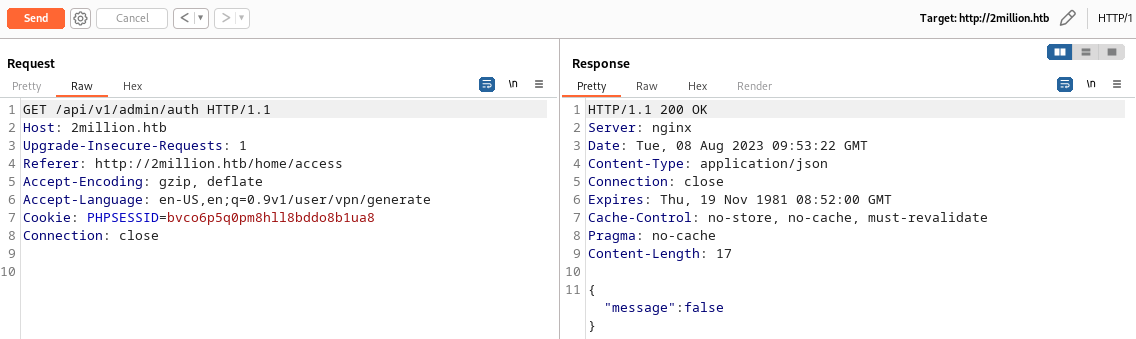 Send Cancel < > Target: http://2million.htb HTTP/1
Request
Pretty Raw Hex \n
1 GET /api/v1/admin/auth HTTP/1.1
2 Host: 2million.htb
3 Upgrade-Insecure-Requests: 1
4 Referer: http://2million.htb/home/access
5 Accept-Encoding: gzip, deflate
6 Accept-Language: en-US,en;q=0.9v1/user/vpn/generate
7 Cookie: PHPSESSID=bvco6p5q0pm8hll8bddo8b1ua8
8 Connection: close
9
10
Response
Pretty Raw Hex Render \n
1 HTTP/1.1 200 OK
2 Server: nginx
3 Date: Tue, 08 Aug 2023 09:53:22 GMT
4 Content-Type: application/json
5 Connection: close
6 Expires: Thu, 19 Nov 1981 08:52:00 GMT
7 Cache-Control: no-store, no-cache, must-revalidate
8 Pragma: no-cache
9 Content-Length: 17
10
11 {
"message":false
}